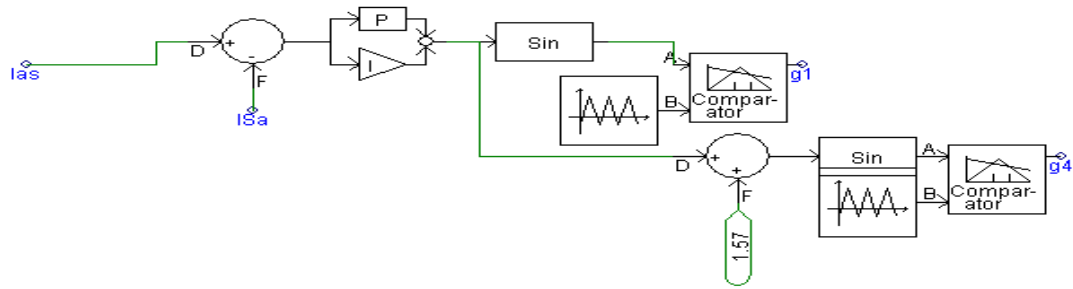 Ias
D
+
-
F
ISa
P
I
Sin
A
B
Compar-
ator
g1
D
+
+
F
1.57
Sin
A
B
Compar-
ator
g4